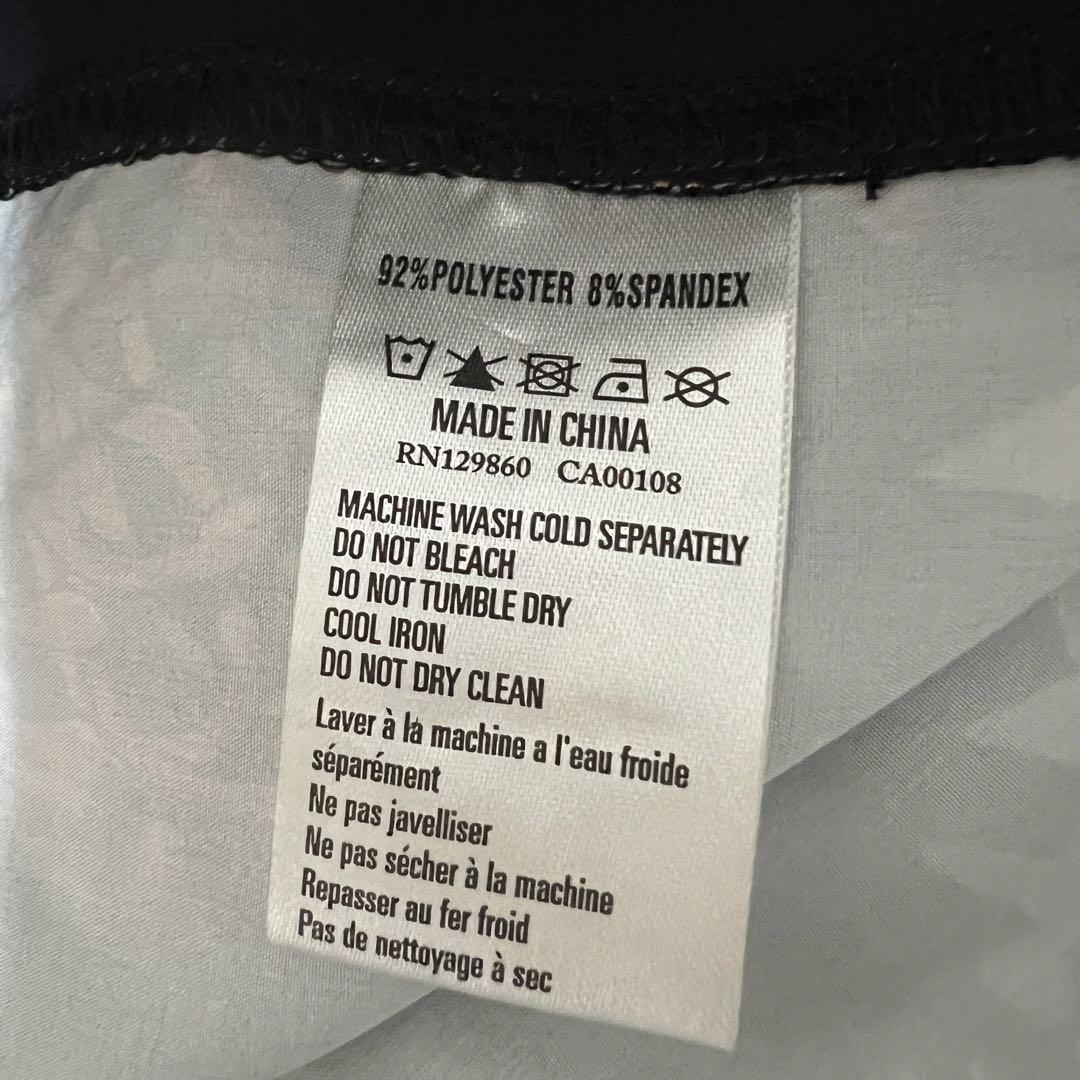 92%POLYESTER 8%SPANDEX
MADE IN CHINA
RN129860 CA00108
MACHINE WASH COLD SEPARATELY
DO NOT BLEACH
DO NOT TUMBLE DRY
COOL IRON
DO NOT DRY CLEAN
Laver à la machine a l'eau froide
séparément
Ne pas javelliser
Ne pas sécher à la machine
Repasser au fer froid
Pas de nettoyage à sec